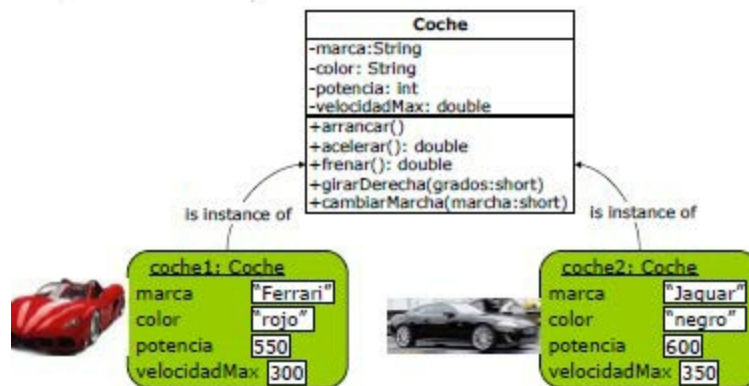 Coche
-marca:String
-color: String
-potencia: int
-velocidadMax: double
+arrancar()
+acelerar(): double
+frenar(): double
+girarDerecha(grados:short)
+cambiarMarcha(marcha:short)
is instance of
is instance of
coche1: Coche
marca "Ferrari"
color "rojo"
potencia 550
velocidadMax 300
coche2: Coche
marca "Jaquar"
color "negro"
potencia 600
velocidadMax 350